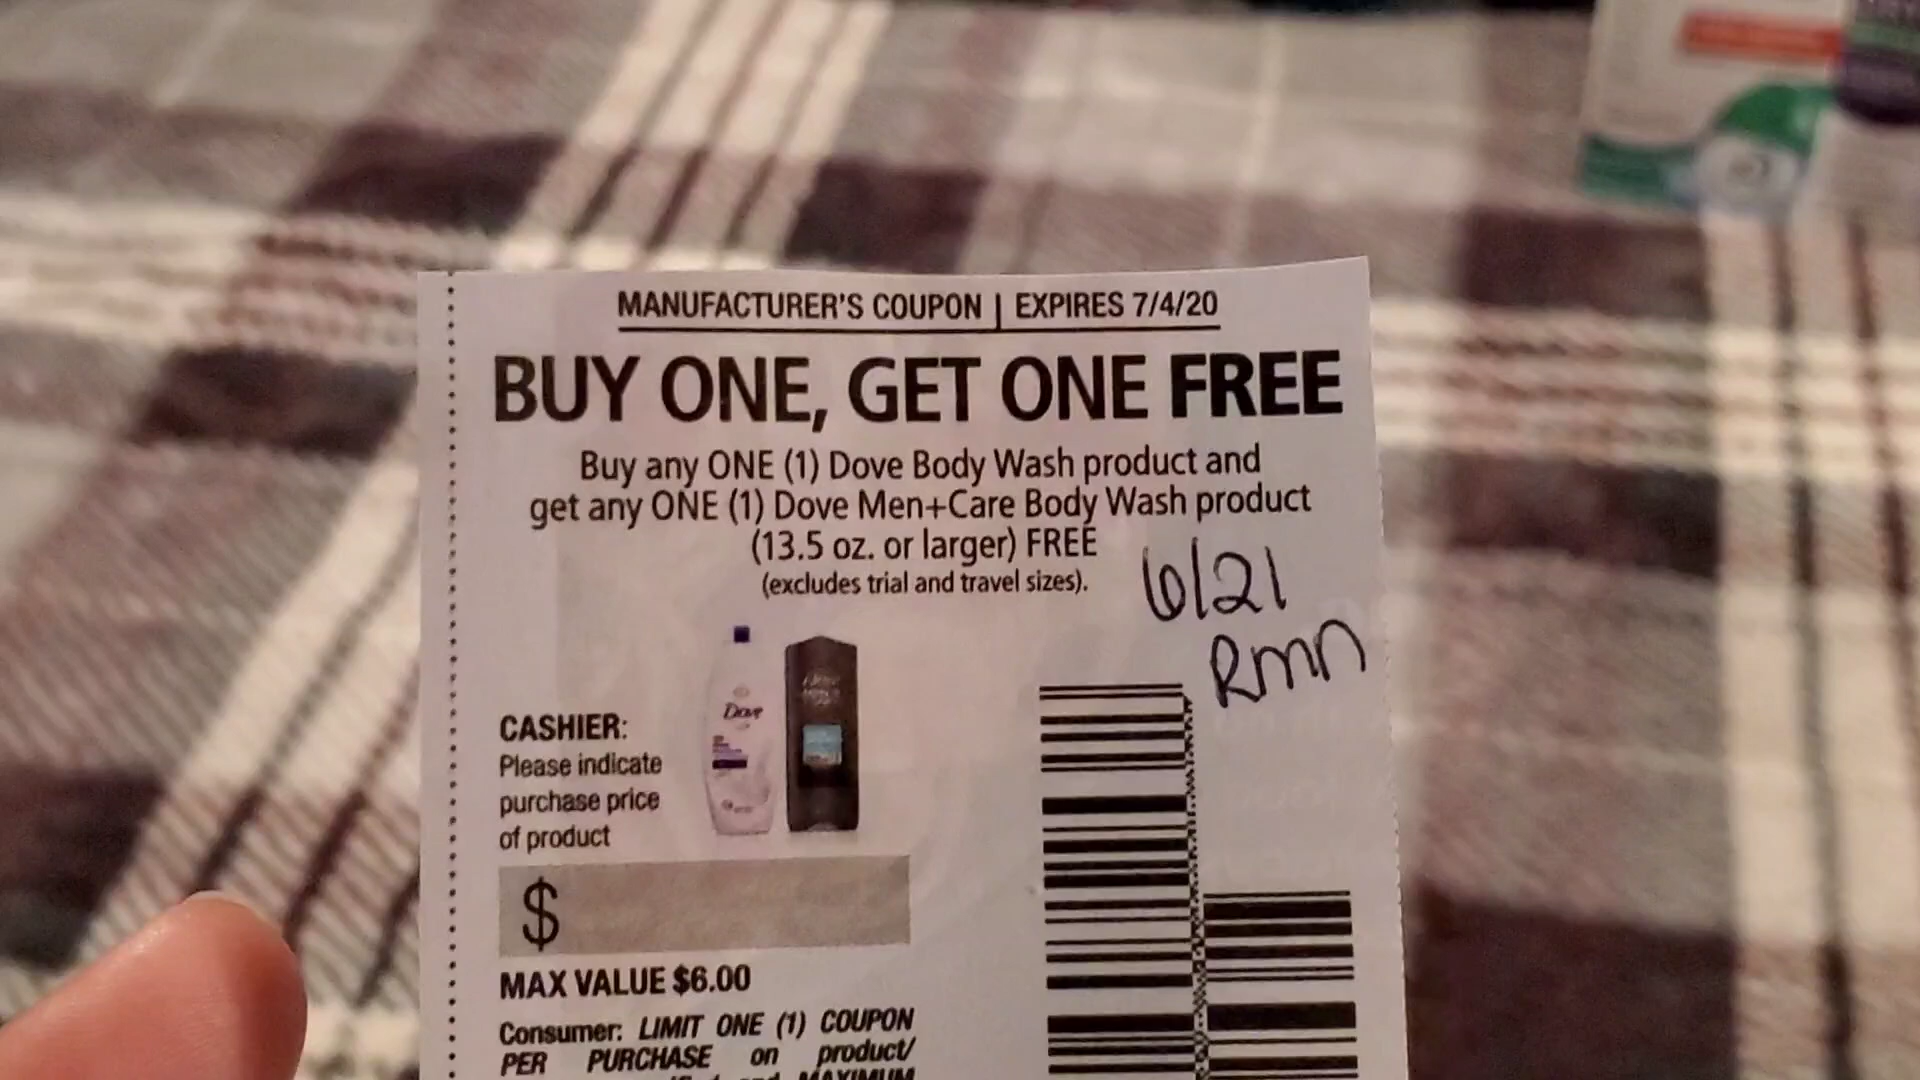 MANUFACTURER'S COUPON | EXPIRES 7/4/20
BUY ONE, GET ONE FREE
Buy any ONE (1) Dove Body Wash product and
get any ONE (1) Dove Men+Care Body Wash product
(13.5 oz. or larger) FREE
(excludes trial and travel sizes).
6/21
Rmn
Dove
CASHIER:
Please indicate
purchase price
of product
$
MAX VALUE $6.00
Consumer: LIMIT ONE (1) COUPON
PER PURCHASE on product/
and MAXIMUM